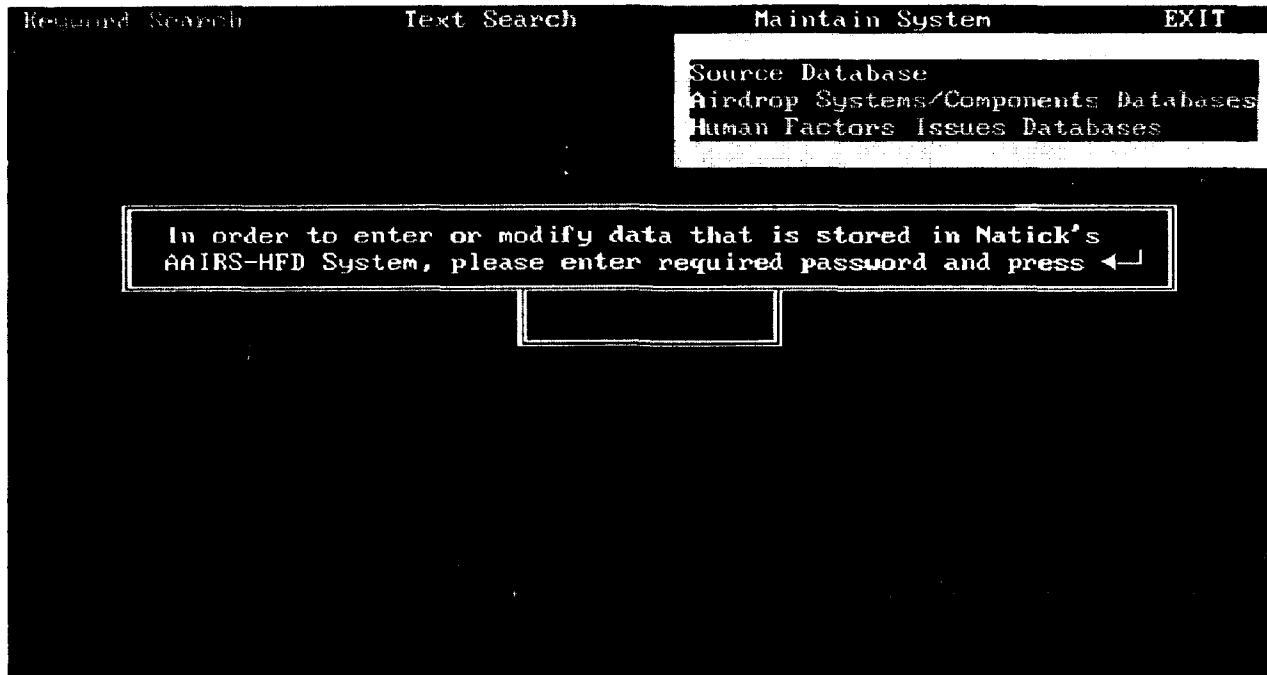 Keyword Search Text Search Maintain System EXIT
Source Database
Airdrop Systems/Components Databases
Human Factors Issues Databases
In order to enter or modify data that is stored in Natick's
AAIRS-HFD System, please enter required password and press ◄─┘